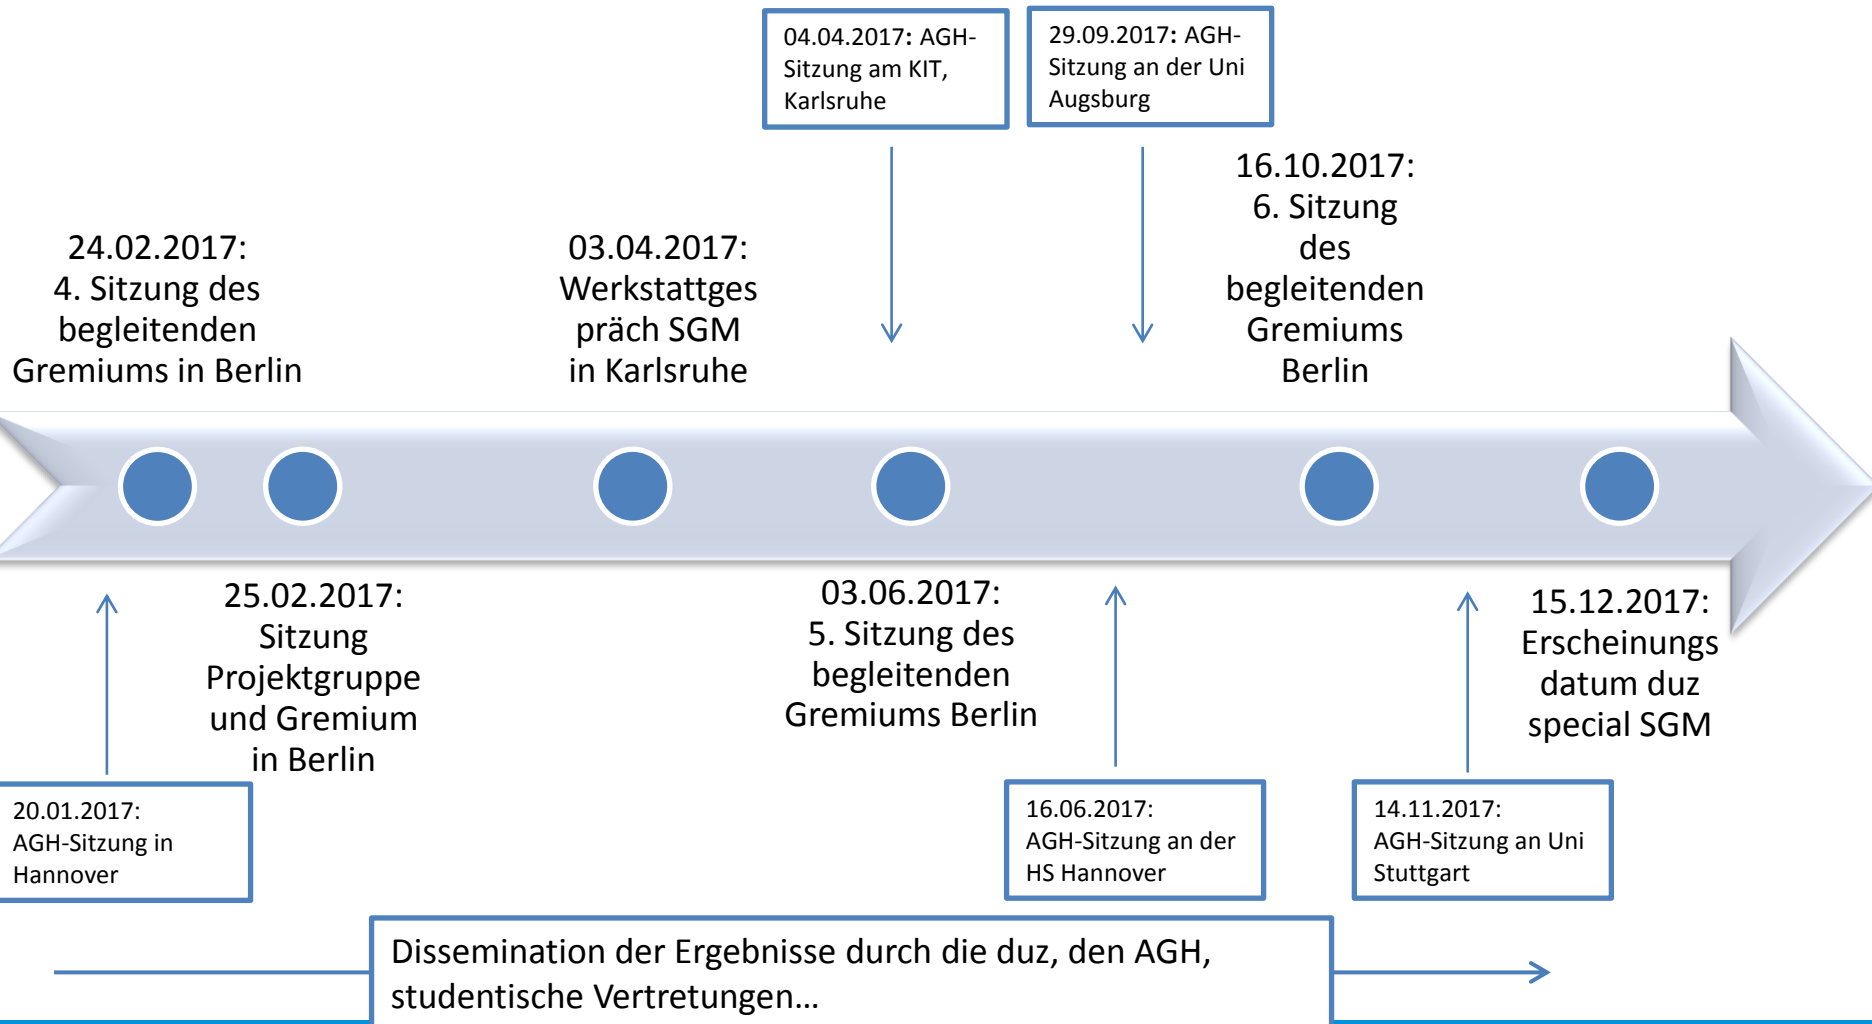 04.04.2017: AGH-
Sitzung am KIT,
Karlsruhe
29.09.2017: AGH-
Sitzung an der Uni
Augsburg
24.02.2017:
4. Sitzung des
begleitenden
Gremiums in Berlin
03.04.2017:
Werkstattges
präch SGM
in Karlsruhe
16.10.2017:
6. Sitzung
des
begleitenden
Gremiums
Berlin
25.02.2017:
Sitzung
Projektgruppe
und Gremium
in Berlin
03.06.2017:
5. Sitzung des
begleitenden
Gremiums Berlin
15.12.2017:
Erscheinungs
datum duz
special SGM
20.01.2017:
AGH-Sitzung in
Hannover
16.06.2017:
AGH-Sitzung an der
HS Hannover
14.11.2017:
AGH-Sitzung an Uni
Stuttgart
Dissemination der Ergebnisse durch die duz, den AGH,
studentische Vertretungen…